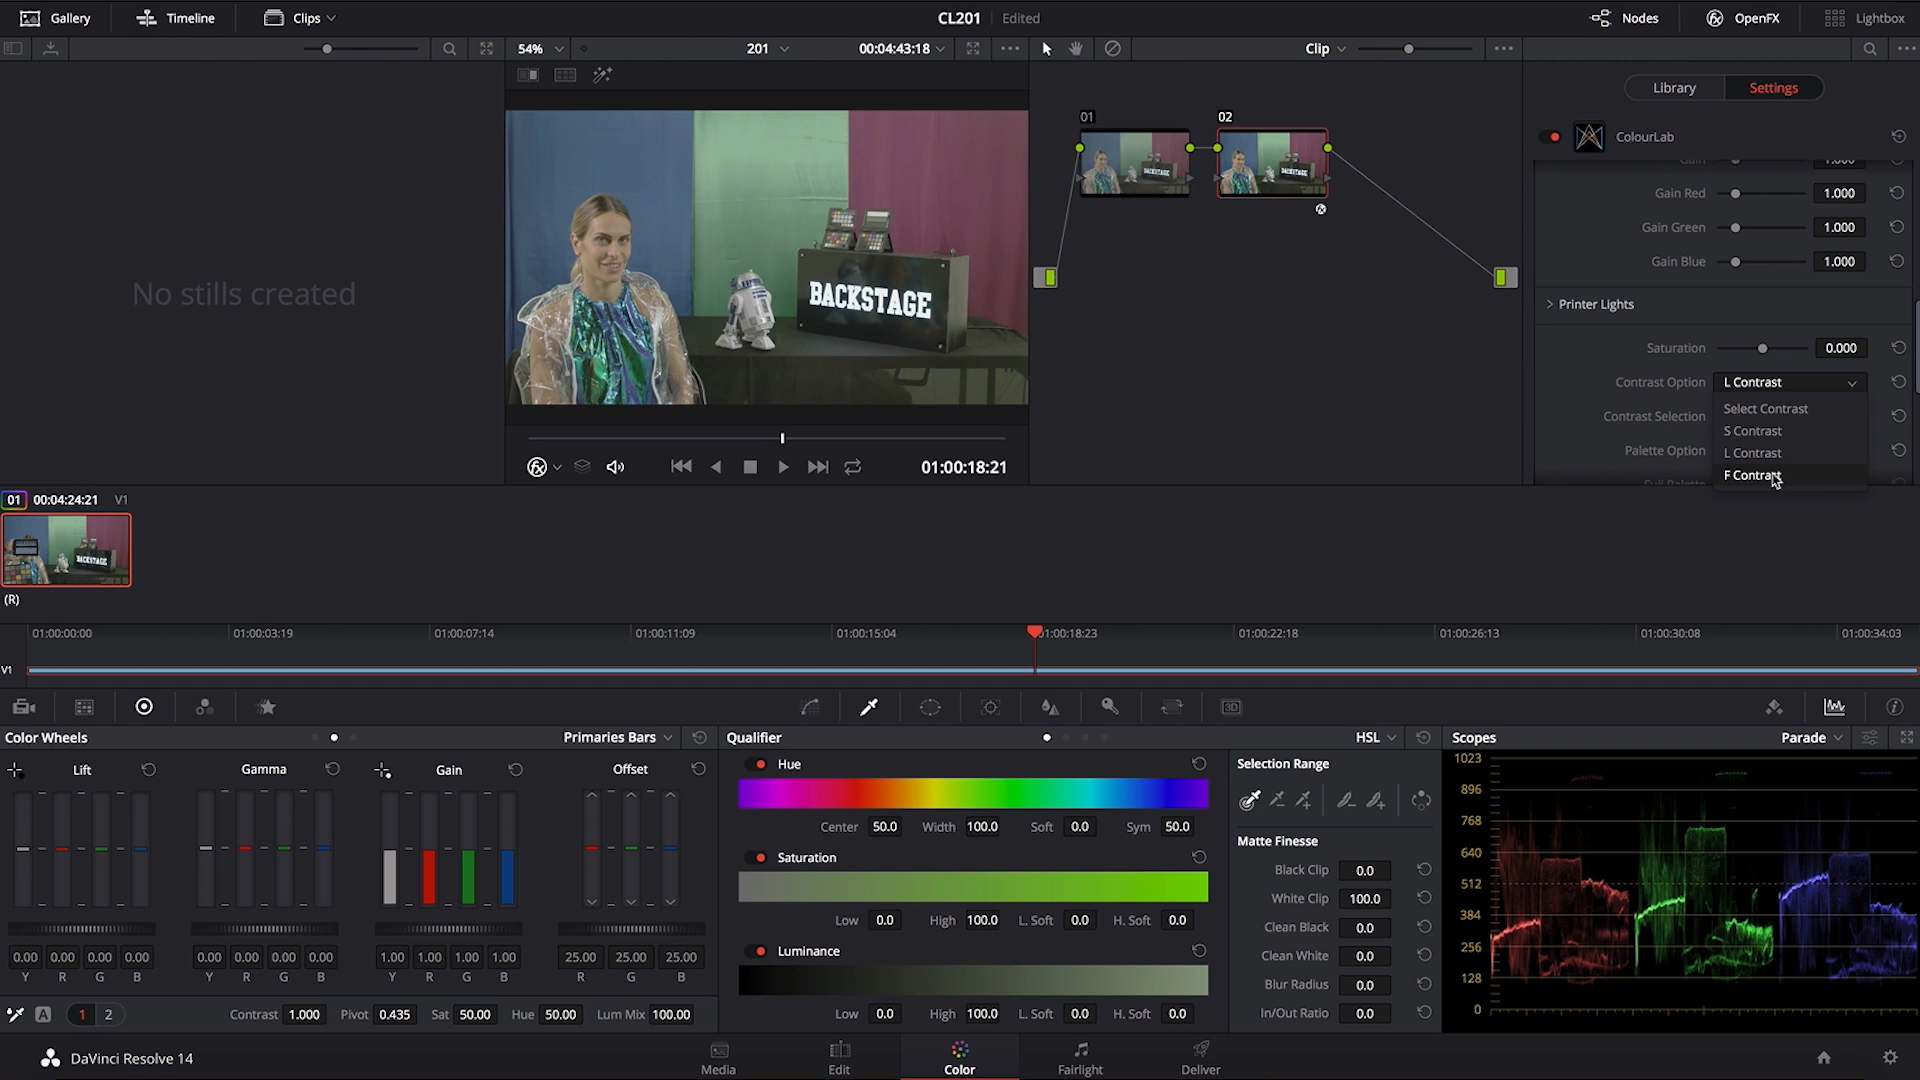 Gallery Timeline Clips CL201 Edited Nodes OpenFX Lightbox
54% 201 00:04:43:18 Clip
Library Settings
ColourLab
No stills created
01 02
BACKSTAGE
Gain 1.000
Gain Red 1.000
Gain Green 1.000
Gain Blue 1.000
Printer Lights
Saturation 0.000
Contrast Option L Contrast
Contrast Selection
Palette Option
Select Contrast
S Contrast
L Contrast
F Contrast
01:00:18:21
01 00:04:24:21 V1
BACKSTAGE
(R)
01:00:00:00 01:00:03:19 01:00:07:14 01:00:11:09 01:00:15:04 01:00:18:23 01:00:22:18 01:00:26:13 01:00:30:08 01:00:34:03
V1
3D
Color Wheels Primaries Bars
Lift Gamma Gain Offset
0.00 0.00 0.00 0.00 0.00 0.00 0.00 0.00 1.00 1.00 1.00 1.00 25.00 25.00 25.00
Y R G B Y R G B Y R G B R G B
A 1 2 Contrast 1.000 Pivot 0.435 Sat 50.00 Hue 50.00 Lum Mix 100.00
Qualifier HSL
Hue
Center 50.0 Width 100.0 Soft 0.0 Sym 50.0
Saturation
Low 0.0 High 100.0 L. Soft 0.0 H. Soft 0.0
Luminance
Low 0.0 High 100.0 L. Soft 0.0 H. Soft 0.0
Selection Range
Matte Finesse
Black Clip 0.0
White Clip 100.0
Clean Black 0.0
Clean White 0.0
Blur Radius 0.0
In/Out Ratio 0.0
Scopes Parade
1023
896
768
640
512
384
256
128
0
DaVinci Resolve 14
Media Edit Color Fairlight Deliver